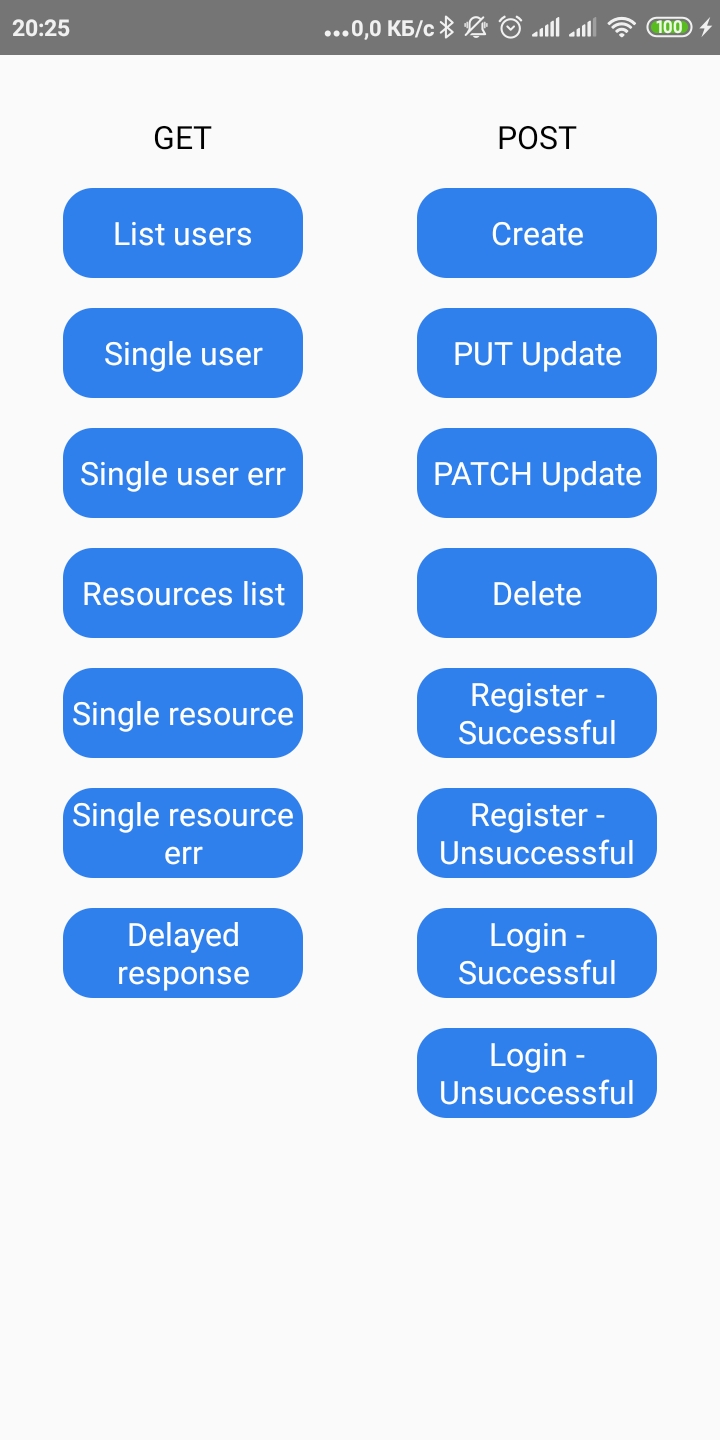 20:25
...0,0 КБ/с
100
GET
POST
List users
Create
Single user
PUT Update
Single user err
PATCH Update
Resources list
Delete
Single resource
Register -
Successful
Single resource
err
Register -
Unsuccessful
Delayed
response
Login -
Successful
Login -
Unsuccessful